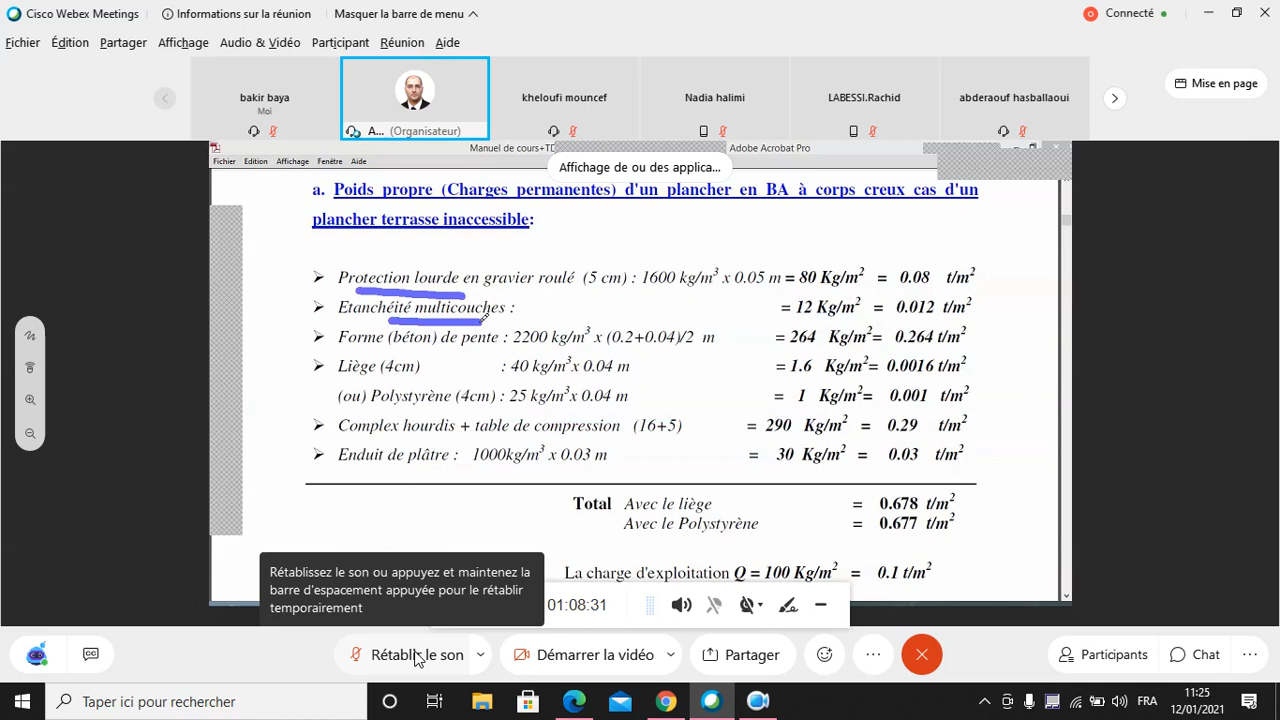 Cisco Webex Meetings Informations sur la réunion Masquer la barre de menu Connecté
Fichier Édition Partager Affichage Audio & Vidéo Participant Réunion Aide
bakir baya
Moi
A... (Organisateur)
kheloufi mouncef
Nadia halimi
LABESSI.Rachid
abderaouf hasballaoui
Mise en page
Manuel de cours+TD Adobe Acrobat Pro
Fichier Edition Affichage Fenêtre Aide
Affichage de ou des applica...
a. Poids propre (Charges permanentes) d'un plancher en BA à corps creux cas d'un
plancher terrasse inaccessible:
➢ Protection lourde en gravier roulé (5 cm) : 1600 kg/m³ x 0.05 m = 80 Kg/m² = 0.08 t/m²
➢ Etanchéité multicouches : = 12 Kg/m² = 0.012 t/m²
➢ Forme (béton) de pente : 2200 kg/m³ x (0.2+0.04)/2 m = 264 Kg/m²= 0.264 t/m²
➢ Liège (4cm) : 40 kg/m³x 0.04 m = 1.6 Kg/m²= 0.0016 t/m²
(ou) Polystyrène (4cm) : 25 kg/m³x 0.04 m = 1 Kg/m²= 0.001 t/m²
➢ Complex hourdis + table de compression (16+5) = 290 Kg/m² = 0.29 t/m²
➢ Enduit de plâtre : 1000kg/m³ x 0.03 m = 30 Kg/m² = 0.03 t/m²
Total Avec le liège = 0.678 t/m²
Avec le Polystyrène = 0.677 t/m²
La charge d'exploitation Q = 100 Kg/m² = 0.1 t/m²
Rétablissez le son ou appuyez et maintenez la
barre d'espacement appuyée pour le rétablir
temporairement
01:08:31
Rétablir le son Démarrer la vidéo Partager Participants Chat
Taper ici pour rechercher
FRA
11:25
12/01/2021